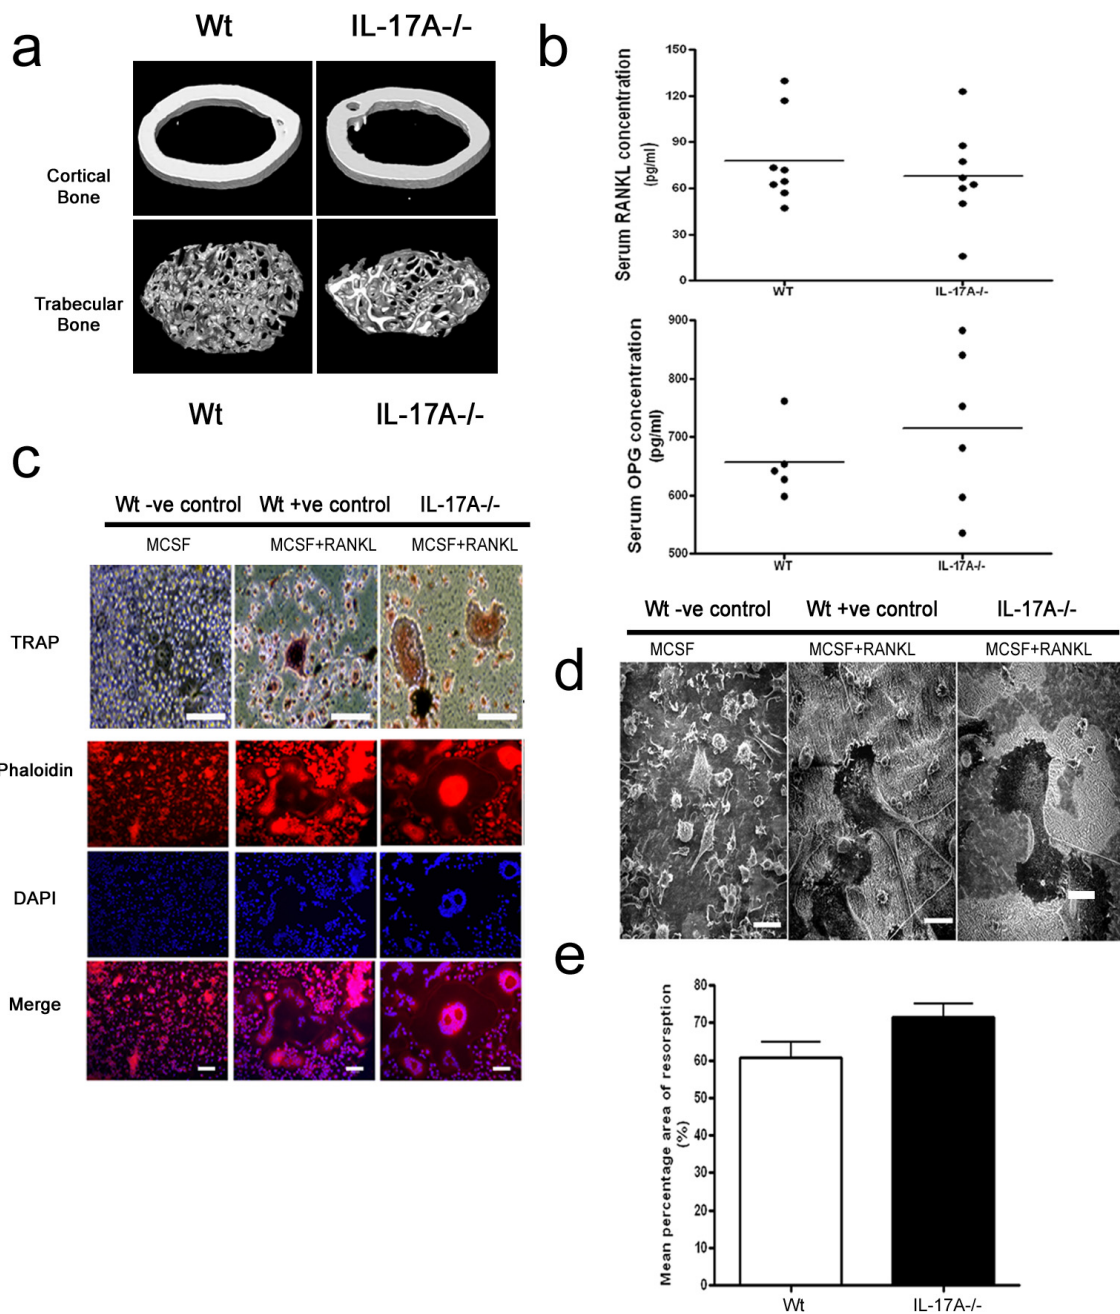 a
Wt IL-17A-/-
Cortical
Bone
Trabecular
Bone
Wt IL-17A-/-
b
Serum RANKL concentration
(pg/ml)
150
120
90
60
30
0
WT IL-17A-/-
Serum OPG concentration
(pg/ml)
900
800
700
600
500
WT IL-17A-/-
c
Wt -ve control Wt +ve control IL-17A-/-
MCSF MCSF+RANKL MCSF+RANKL
TRAP
Phaloidin
DAPI
Merge
d
Wt -ve control Wt +ve control IL-17A-/-
MCSF MCSF+RANKL MCSF+RANKL
e
Mean percentage area of resorsption
(%)
80
70
60
50
40
30
20
10
0
Wt IL-17A-/-